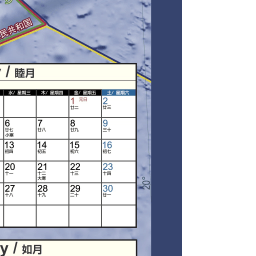 民共和国
y / 睦月
水/ 星期三 木/ 星期四 金/ 星期五 土/ 星期六
1 元日 2
廿二 廿三
6 7 8 9
廿七 廿八 廿九 三十
小寒
13 14 15 16
初四 初五 初六 初七
20 21 22 23
十一 十二 十三 十四
大寒
27 28 29 30
十八 十九 二十 廿一
20°
y / 如月